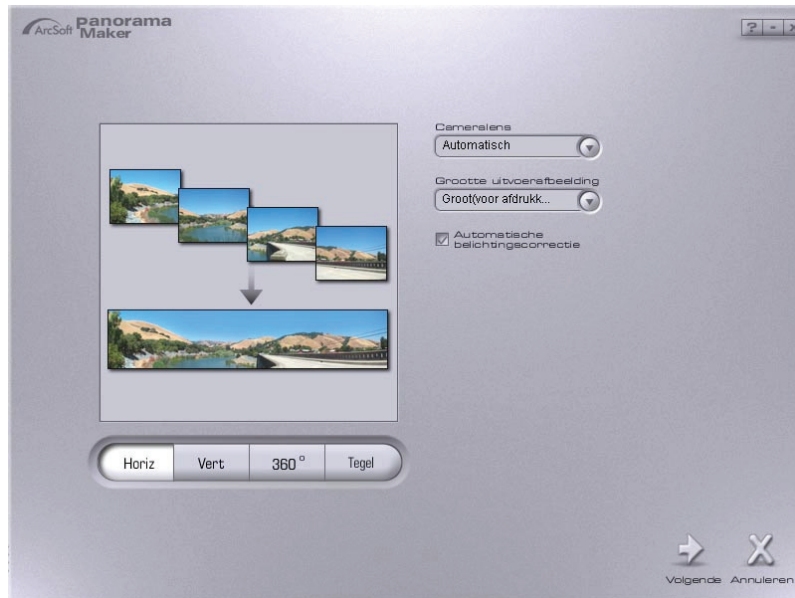 ArcSoft Panorama Maker
? - x
Cameralens
Automatisch
Grootte uitvoerafbeelding
Groot(voor afdrukk...
Automatische
belichtingscorrectie
Horiz Vert 360° Tegel
Volgende Annuleren